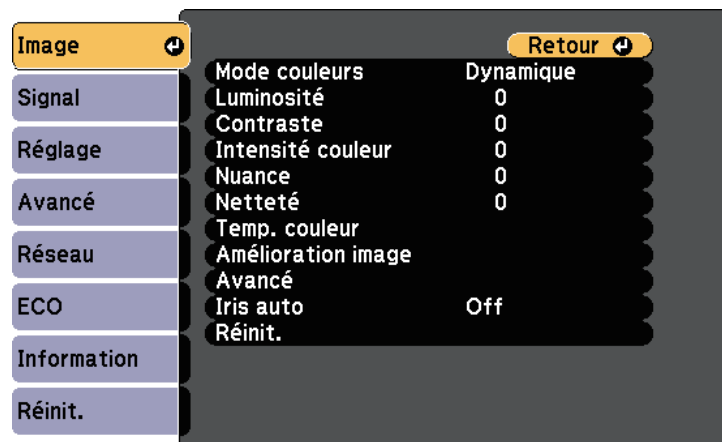 Image
Signal
Réglage
Avancé
Réseau
ECO
Information
Réinit.
Retour
Mode couleurs Dynamique
Luminosité 0
Contraste 0
Intensité couleur 0
Nuance 0
Netteté 0
Temp. couleur
Amélioration image
Avancé
Iris auto Off
Réinit.